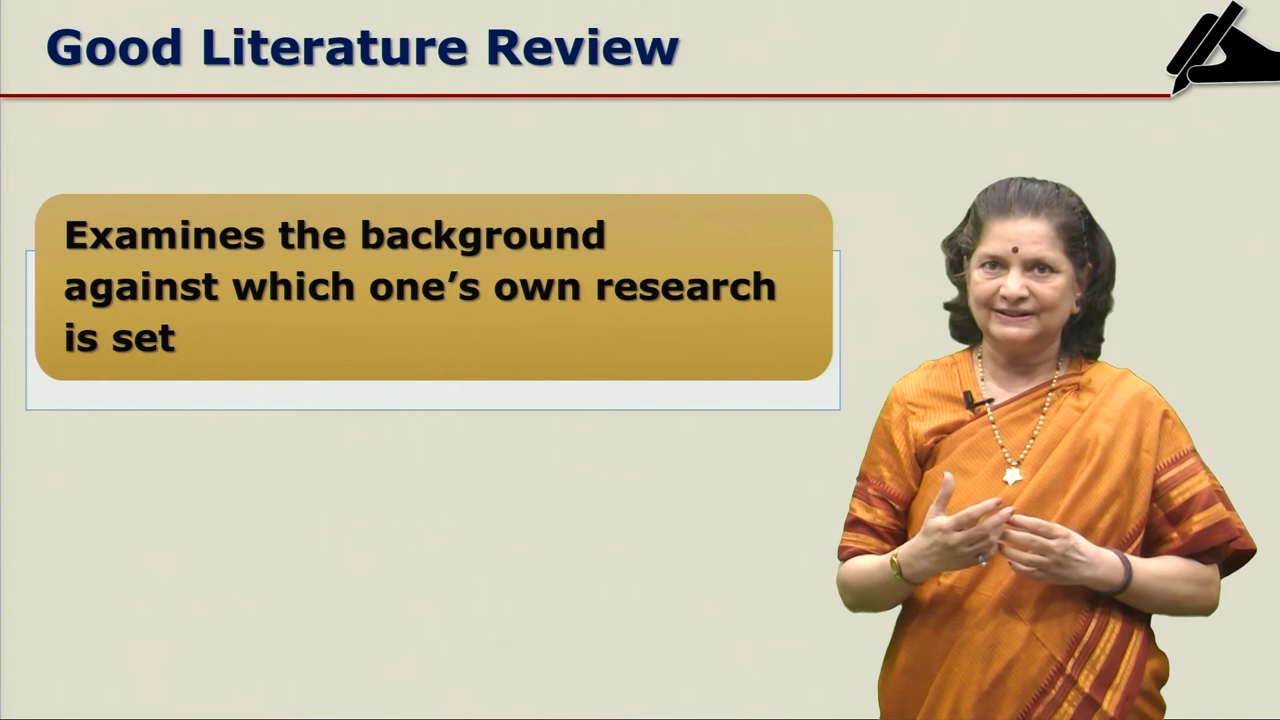 Good Literature Review
Examines the background
against which one’s own research
is set